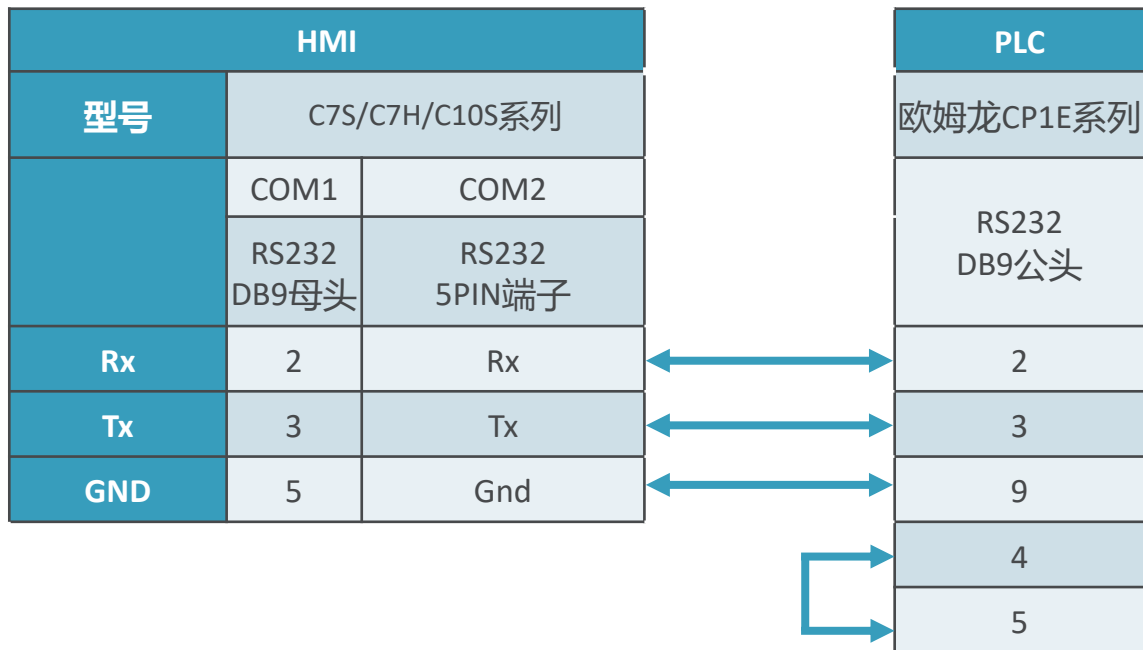 HMI
PLC
型号
C7S/C7H/C10S系列
欧姆龙CP1E系列
COM1
COM2
RS232
DB9母头
RS232
5PIN端子
RS232
DB9公头
Rx
2
Rx
2
Tx
3
Tx
3
GND
5
Gnd
9
4
5